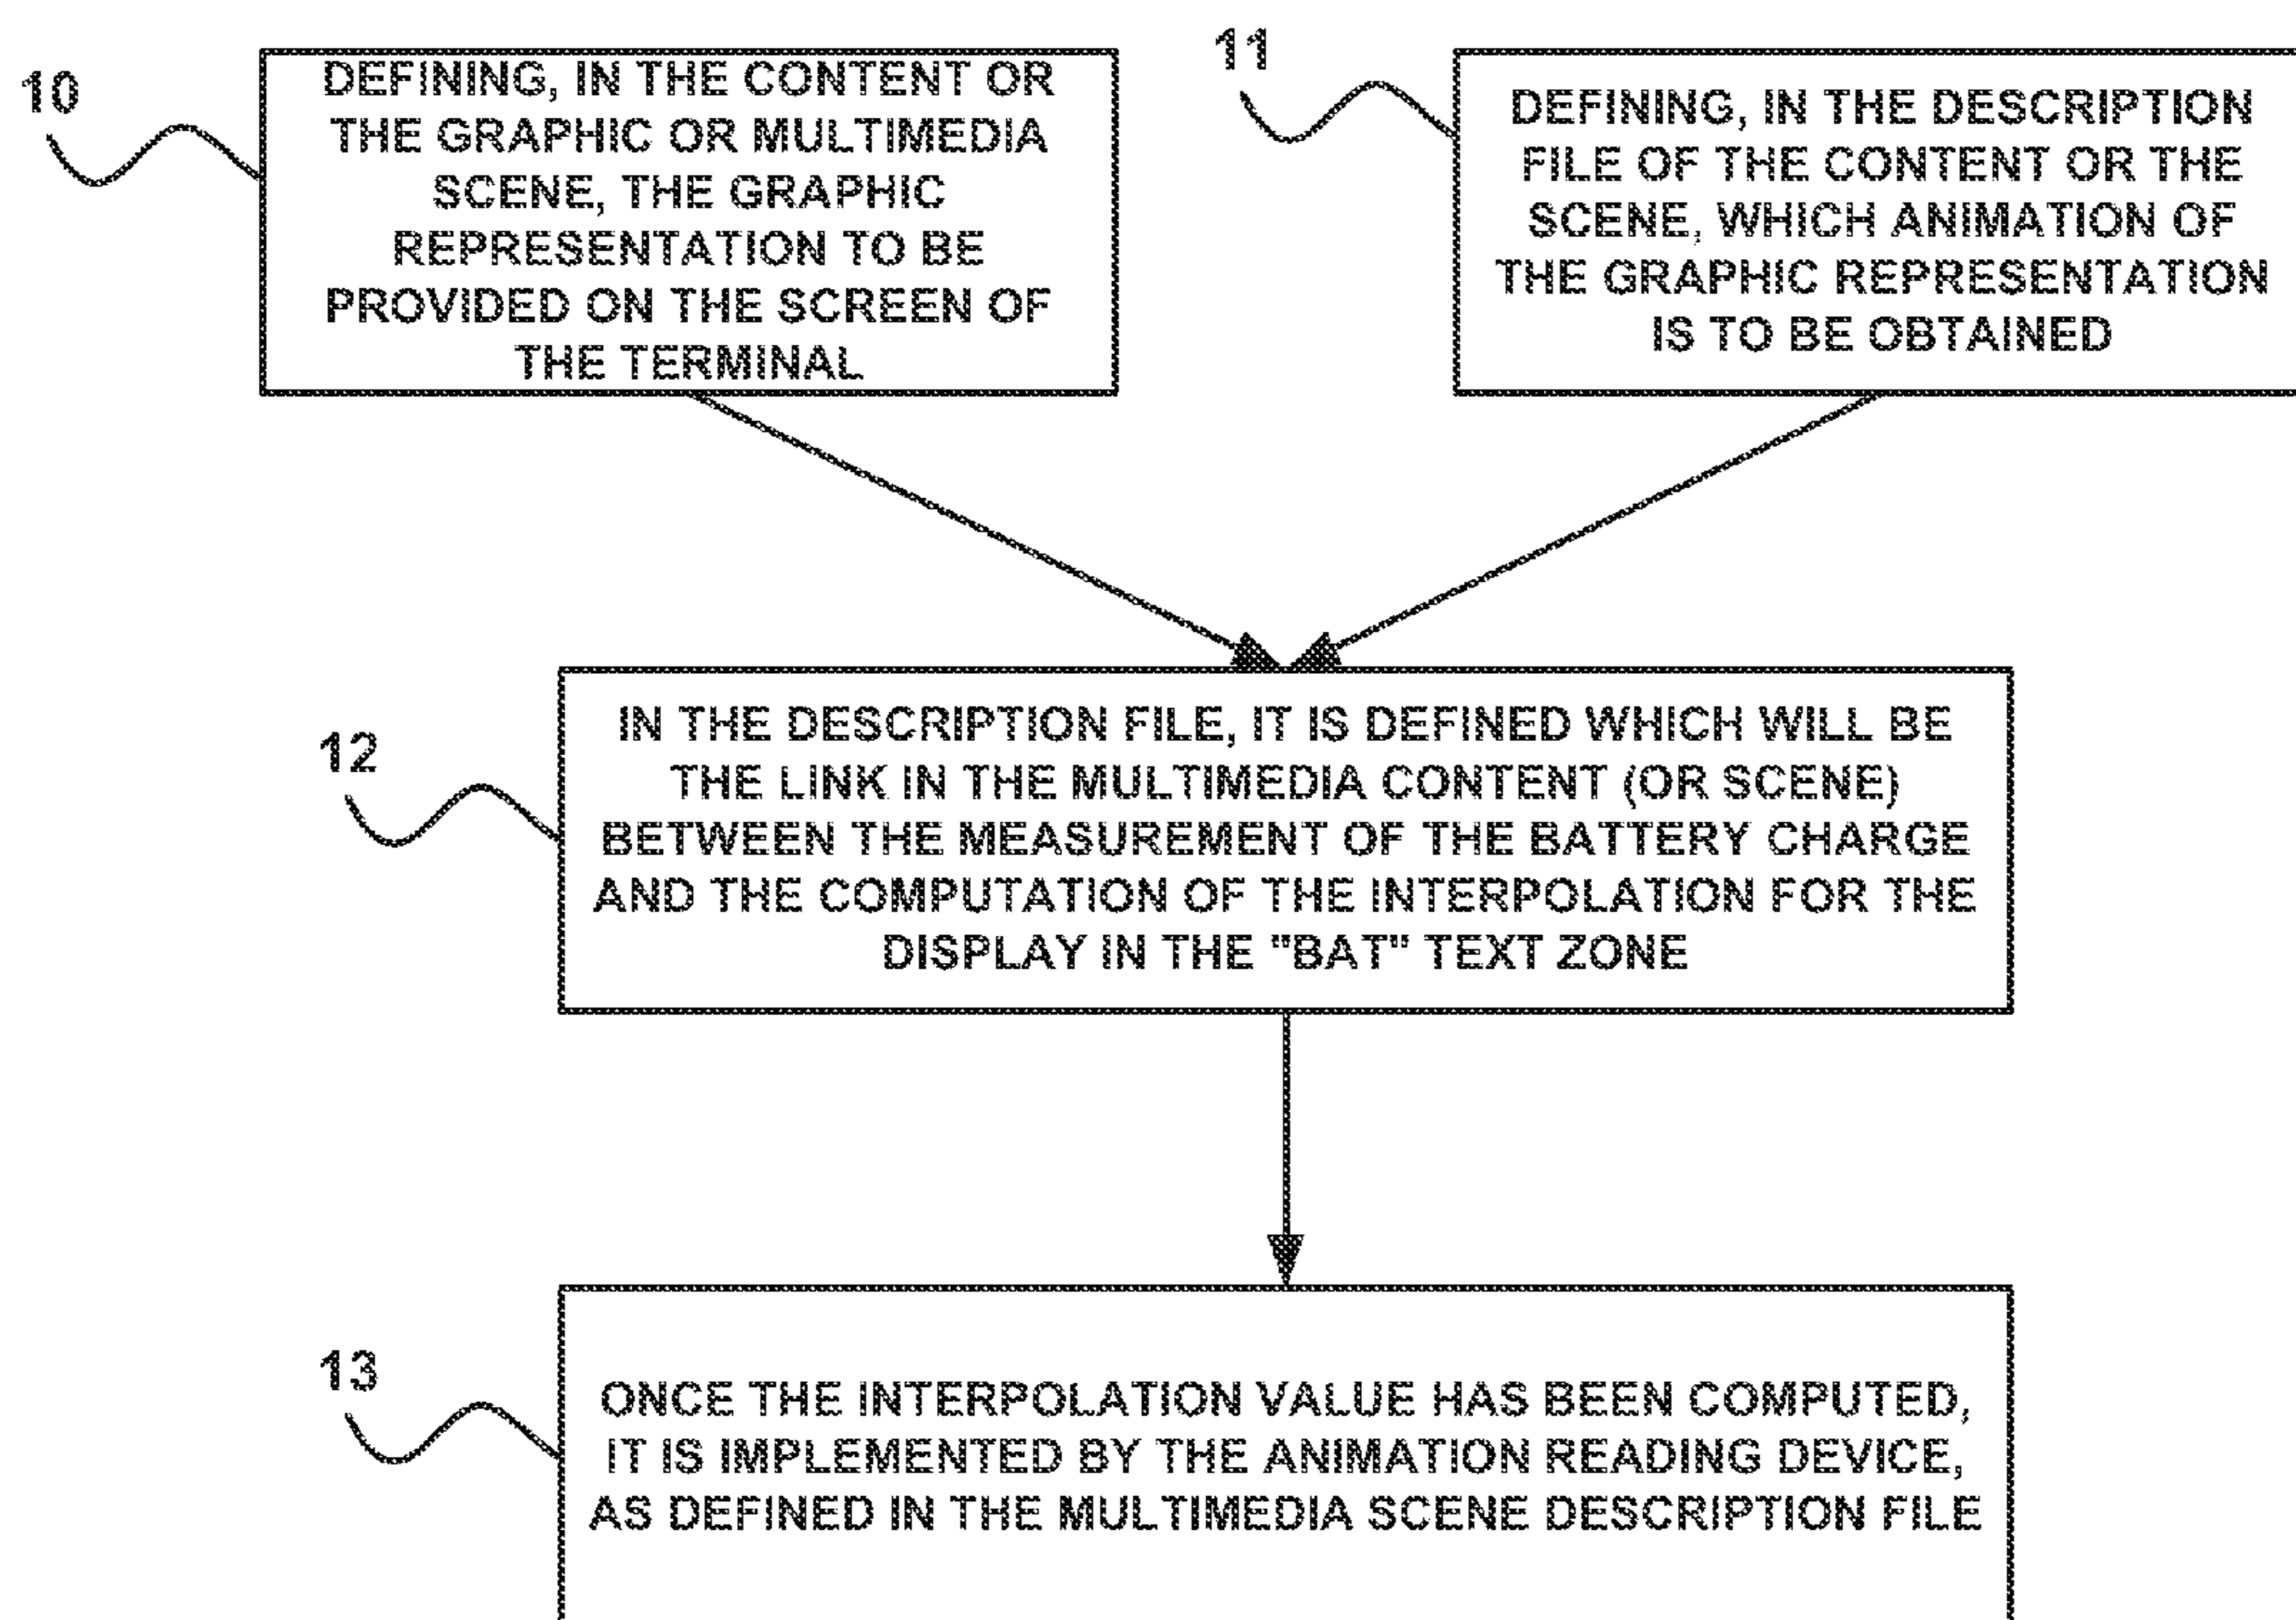 10
DEFINING, IN THE CONTENT OR
THE GRAPHIC OR MULTIMEDIA
SCENE, THE GRAPHIC
REPRESENTATION TO BE
PROVIDED ON THE SCREEN OF
THE TERMINAL
11
DEFINING, IN THE DESCRIPTION
FILE OF THE CONTENT OR THE
SCENE, WHICH ANIMATION OF
THE GRAPHIC REPRESENTATION
IS TO BE OBTAINED
12
IN THE DESCRIPTION FILE, IT IS DEFINED WHICH WILL BE
THE LINK IN THE MULTIMEDIA CONTENT (OR SCENE)
BETWEEN THE MEASUREMENT OF THE BATTERY CHARGE
AND THE COMPUTATION OF THE INTERPOLATION FOR THE
DISPLAY IN THE "BAT" TEXT ZONE
13
ONCE THE INTERPOLATION VALUE HAS BEEN COMPUTED,
IT IS IMPLEMENTED BY THE ANIMATION READING DEVICE,
AS DEFINED IN THE MULTIMEDIA SCENE DESCRIPTION FILE